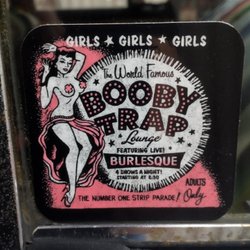 GIRLS ★ GIRLS ★ GIRLS
The World Famous
BOOBY
TRAP
Lounge
FEATURING LIVE!
BURLESQUE
4 SHOWS A NIGHT!
STARTING AT 8:30
ADULTS
Only
THE NUMBER ONE STRIP PARADE!